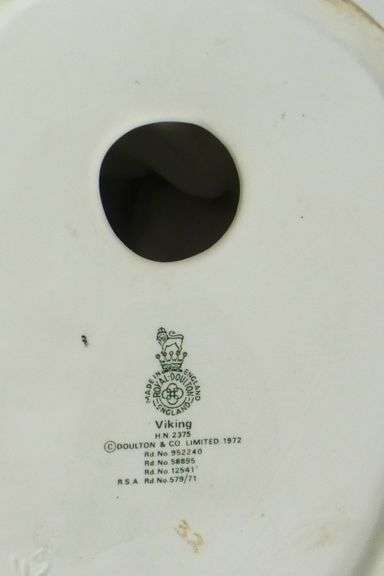 MADE IN ENGLAND
ROYAL DOULTON
ENGLAND
Viking
H N 2375
© DOULTON & CO LIMITED 1972
Rd. No 952240
Rd No 58895
Rd. No. 12541
R.S.A Rd. No 579/71